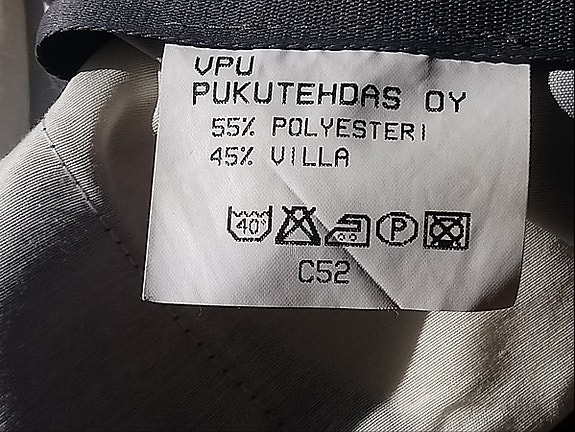 VPU
PUKUTEHDAS OY
55% POLYESTERI
45% VILLA
40° P
C52